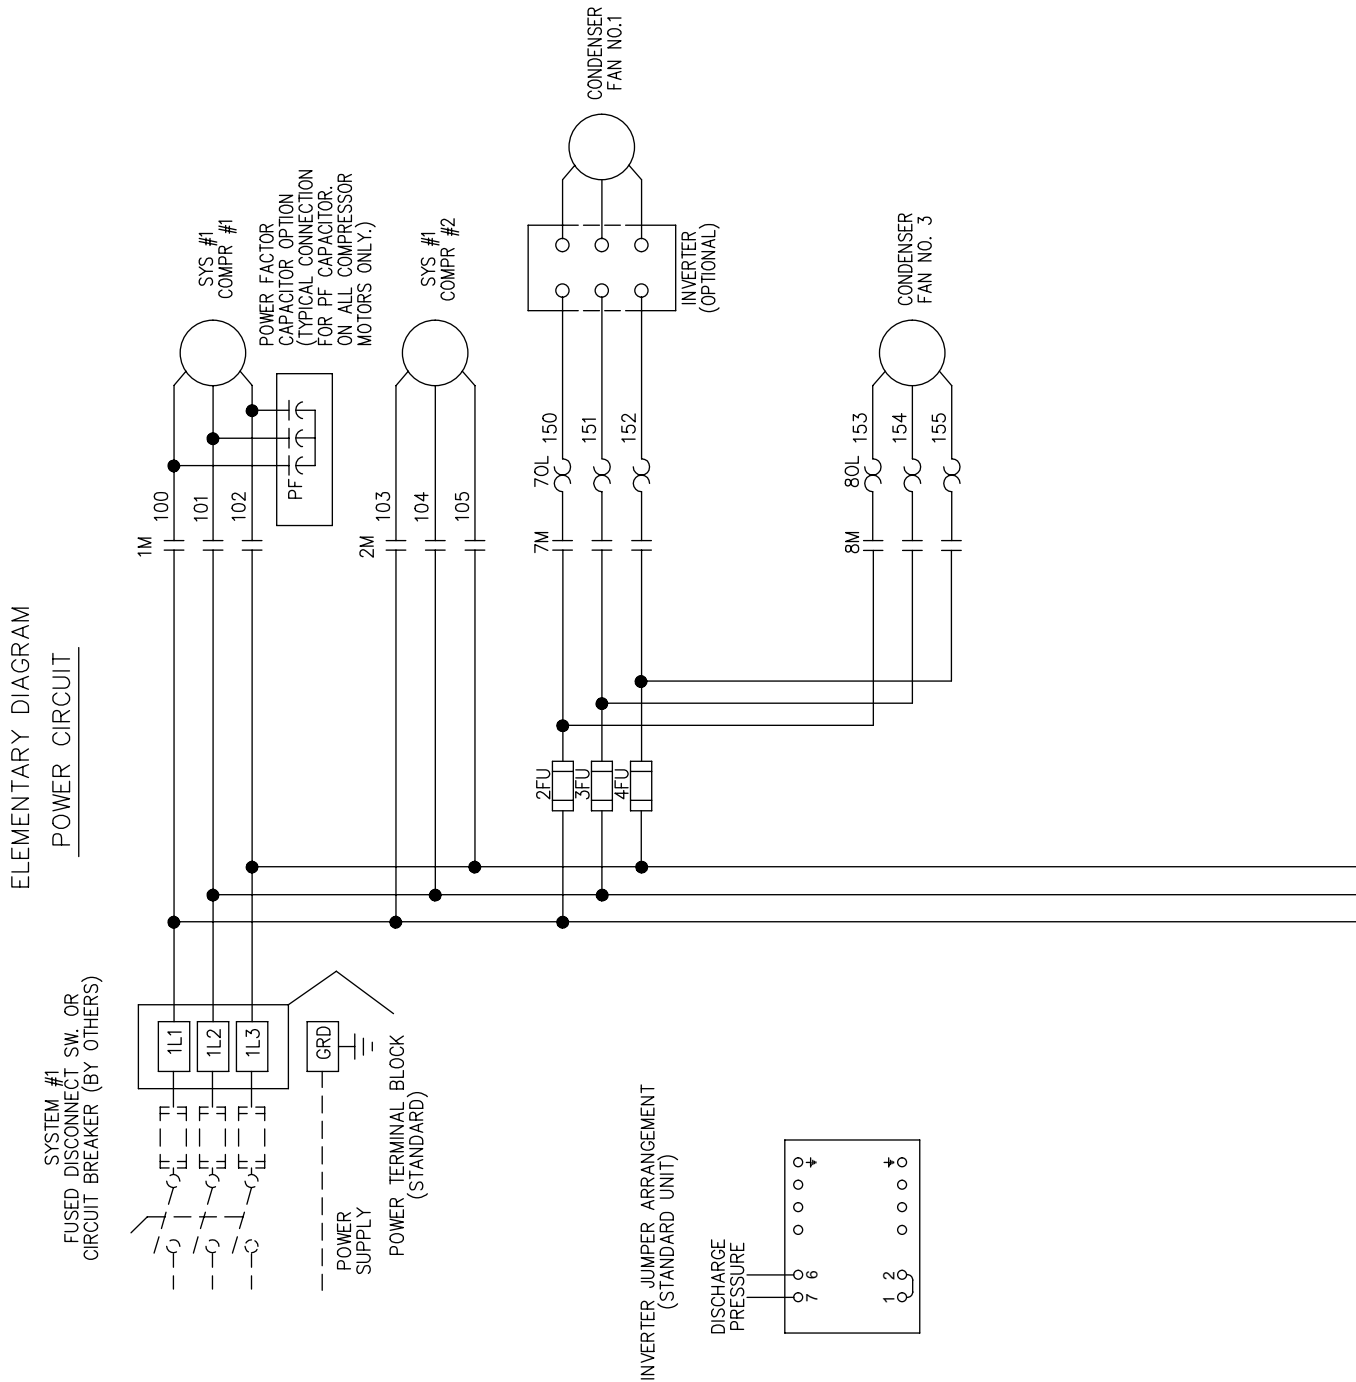 ELEMENTARY DIAGRAM
POWER CIRCUIT
SYSTEM #1
FUSED DISCONNECT SW. OR
CIRCUIT BREAKER (BY OTHERS)
1L1
1L2
1L3
GRD
POWER
SUPPLY
POWER TERMINAL BLOCK
(STANDARD)
1M
100
101
102
SYS #1
COMPR #1
PF
POWER FACTOR
CAPACITOR OPTION
(TYPICAL CONNECTION
FOR PF CAPACITOR.
ON ALL COMPRESSOR
MOTORS ONLY.)
2M
103
104
105
SYS #1
COMPR #2
2FU
3FU
4FU
7M
7OL
150
151
152
INVERTER
(OPTIONAL)
CONDENSER
FAN NO.1
8M
8OL
153
154
155
CONDENSER
FAN NO. 3
INVERTER JUMPER ARRANGEMENT
(STANDARD UNIT)
DISCHARGE
PRESSURE
7
6
1
2